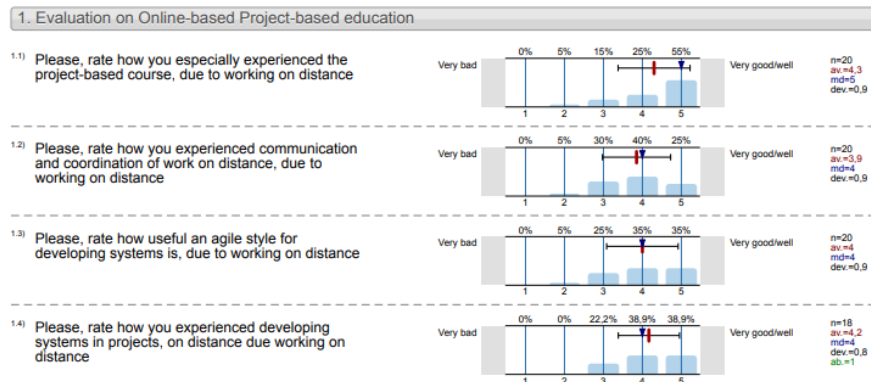 1. Evaluation on Online-based Project-based education
1.1) Please, rate how you especially experienced the
project-based course, due to working on distance
Very bad
0% 5% 15% 25% 55%
1 2 3 4 5
Very good/well
n=20
av.=4,3
md=5
dev.=0,9
1.2) Please, rate how you experienced communication
and coordination of work on distance, due to
working on distance
Very bad
0% 5% 30% 40% 25%
1 2 3 4 5
Very good/well
n=20
av.=3,9
md=4
dev.=0,9
1.3) Please, rate how useful an agile style for
developing systems is, due to working on distance
Very bad
0% 5% 25% 35% 35%
1 2 3 4 5
Very good/well
n=20
av.=4
md=4
dev.=0,9
1.4) Please, rate how you experienced developing
systems in projects, on distance due working on
distance
Very bad
0% 0% 22,2% 38,9% 38,9%
1 2 3 4 5
Very good/well
n=18
av.=4,2
md=4
dev.=0,8
ab.=1